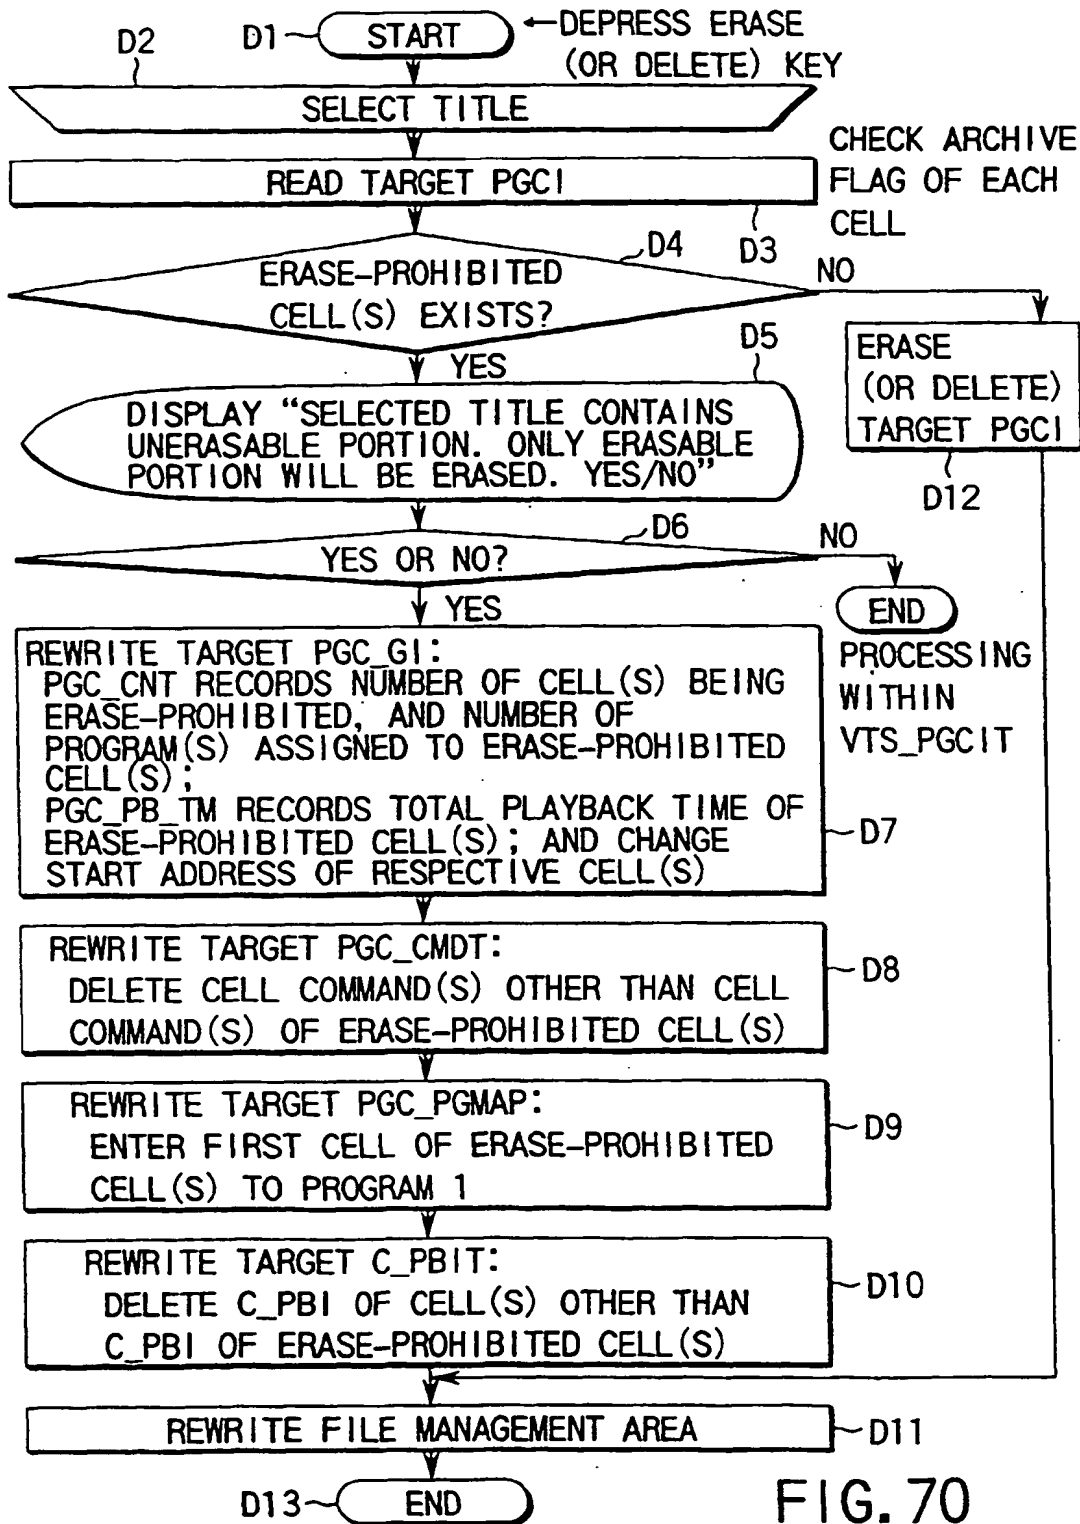 D1
START
DEPRESS ERASE
(OR DELETE) KEY
D2
SELECT TITLE
READ TARGET PGCI
D3
CHECK ARCHIVE
FLAG OF EACH
CELL
D4
ERASE-PROHIBITED
CELL(S) EXISTS?
NO
YES
D5
DISPLAY “SELECTED TITLE CONTAINS
UNERASABLE PORTION. ONLY ERASABLE
PORTION WILL BE ERASED. YES/NO”
ERASE
(OR DELETE)
TARGET PGCI
D12
D6
YES OR NO?
NO
YES
END
PROCESSING
WITHIN
VTS_PGCIT
REWRITE TARGET PGC_GI:
PGC_CNT RECORDS NUMBER OF CELL(S) BEING
ERASE-PROHIBITED, AND NUMBER OF
PROGRAM(S) ASSIGNED TO ERASE-PROHIBITED
CELL(S);
PGC_PB_TM RECORDS TOTAL PLAYBACK TIME OF
ERASE-PROHIBITED CELL(S); AND CHANGE
START ADDRESS OF RESPECTIVE CELL(S)
D7
REWRITE TARGET PGC_CMDT:
DELETE CELL COMMAND(S) OTHER THAN CELL
COMMAND(S) OF ERASE-PROHIBITED CELL(S)
D8
REWRITE TARGET PGC_PGMAP:
ENTER FIRST CELL OF ERASE-PROHIBITED
CELL(S) TO PROGRAM 1
D9
REWRITE TARGET C_PBIT:
DELETE C_PBI OF CELL(S) OTHER THAN
C_PBI OF ERASE-PROHIBITED CELL(S)
D10
REWRITE FILE MANAGEMENT AREA
D11
D13
END
FIG. 70